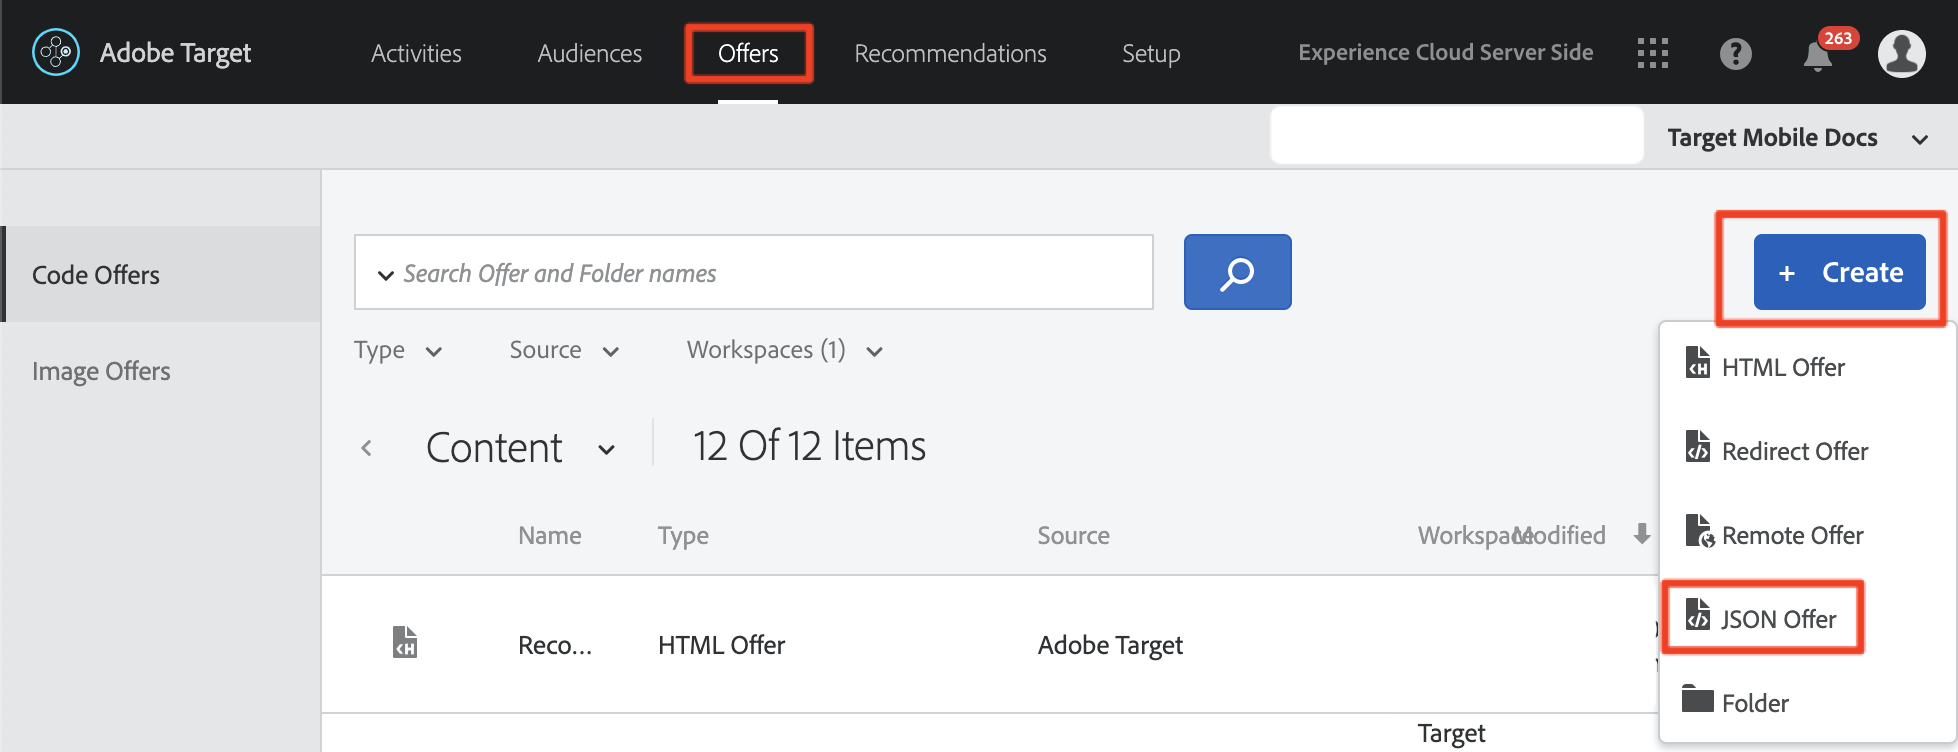 Adobe Target Activities Audiences Offers Recommendations Setup Experience Cloud Server Side 263
Target Mobile Docs
Code Offers
Image Offers
Search Offer and Folder names
+ Create
Type Source Workspaces (1)
Content 12 Of 12 Items
Name Type Source Workspace Modified
Reco... HTML Offer Adobe Target
Target
HTML Offer
Redirect Offer
Remote Offer
JSON Offer
Folder